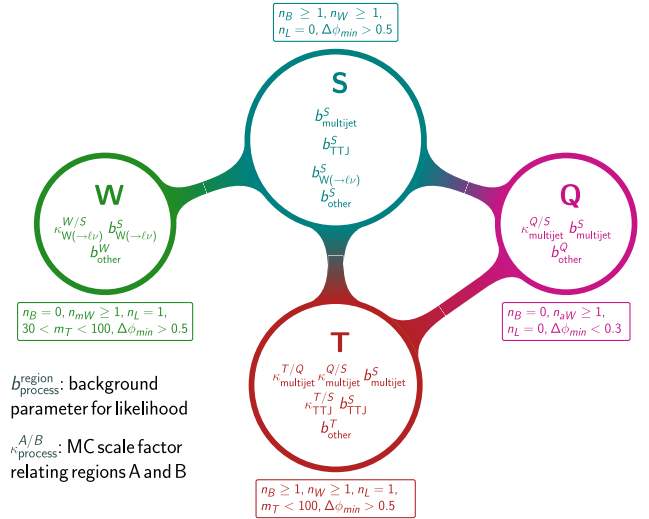 n_B ≥ 1, n_W ≥ 1,
n_L = 0, Δϕ_min > 0.5
S
b^S_multijet
b^S_TTJ
b^S_W(→ℓν)
b^S_other
W
κ^{W/S}_W(→ℓν) b^S_W(→ℓν)
b^W_other
n_B = 0, n_mW ≥ 1, n_L = 1,
30 < m_T < 100, Δϕ_min > 0.5
Q
κ^{Q/S}_multijet b^S_multijet
b^Q_other
n_B = 0, n_aW ≥ 1,
n_L = 0, Δϕ_min < 0.3
T
κ^{T/Q}_multijet κ^{Q/S}_multijet b^S_multijet
κ^{T/S}_TTJ b^S_TTJ
b^T_other
n_B ≥ 1, n_W ≥ 1, n_L = 1,
m_T < 100, Δϕ_min > 0.5
b^region_process: background
parameter for likelihood
κ^{A/B}_process: MC scale factor
relating regions A and B